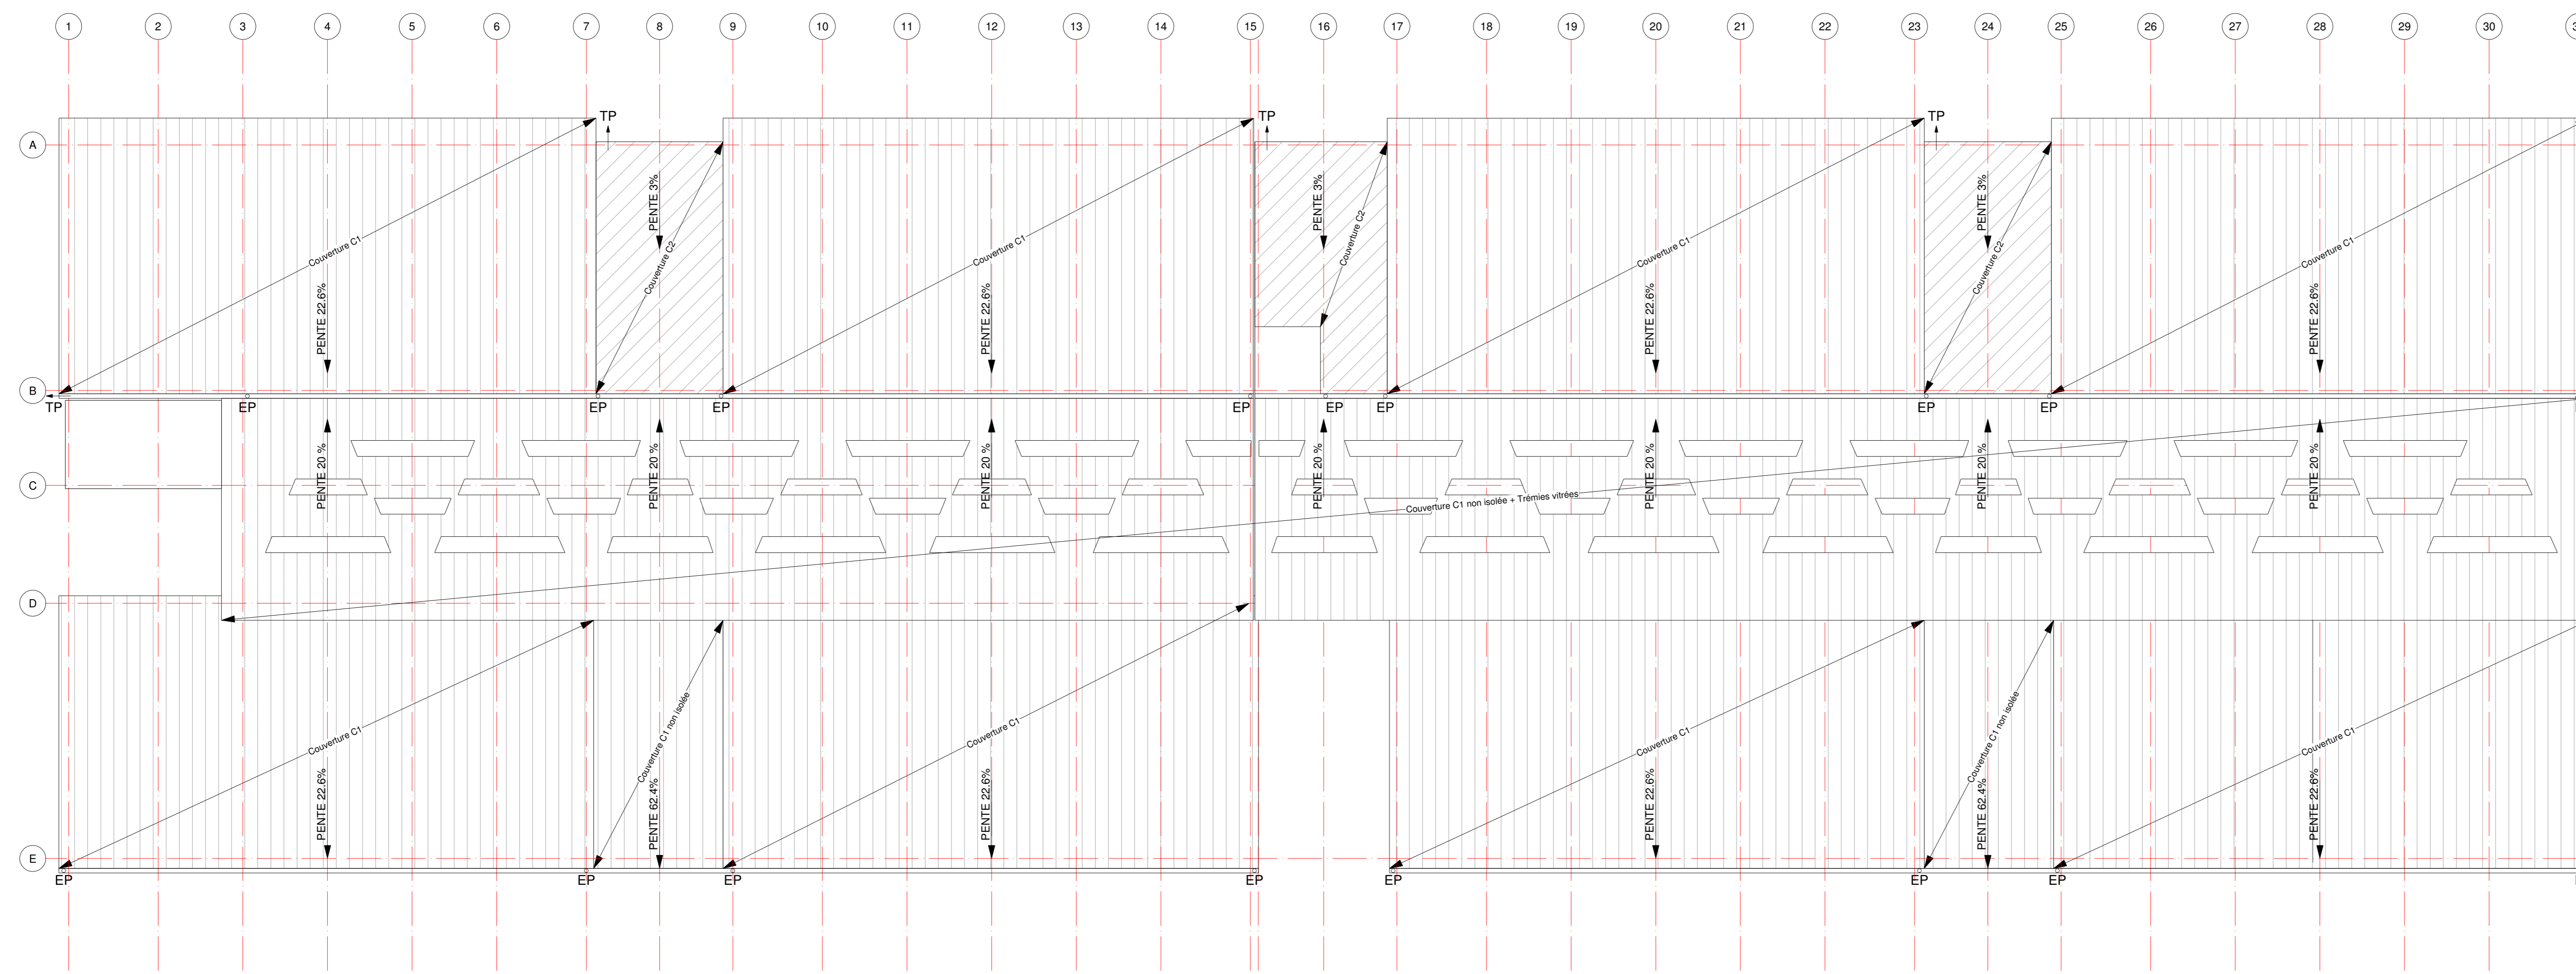 1 2 3 4 5 6 7 8 9 10 11 12 13 14 15 16 17 18 19 20 21 22 23 24 25 26 27 28 29 30
TP TP TP
A
PENTE 3% PENTE 3% PENTE 3%
Couverture C1 Couverture C2 Couverture C1 Couverture C2 Couverture C1 Couverture C2 Couverture C1
PENTE 22.6% PENTE 22.6% PENTE 22.6% PENTE 22.6%
B
TP EP EP EP EP EP EP EP EP
PENTE 20 % PENTE 20 % PENTE 20 % PENTE 20 % PENTE 20 % PENTE 20 % PENTE 20 %
C
Couverture C1 non isolée + Trémies vitrées
D
Couverture C1 Couverture C1 non isolée Couverture C1 Couverture C1 Couverture C1 non isolée Couverture C1
PENTE 22.6% PENTE 62.4% PENTE 22.6% PENTE 22.6% PENTE 62.4% PENTE 22.6%
E
EP EP EP EP EP EP EP